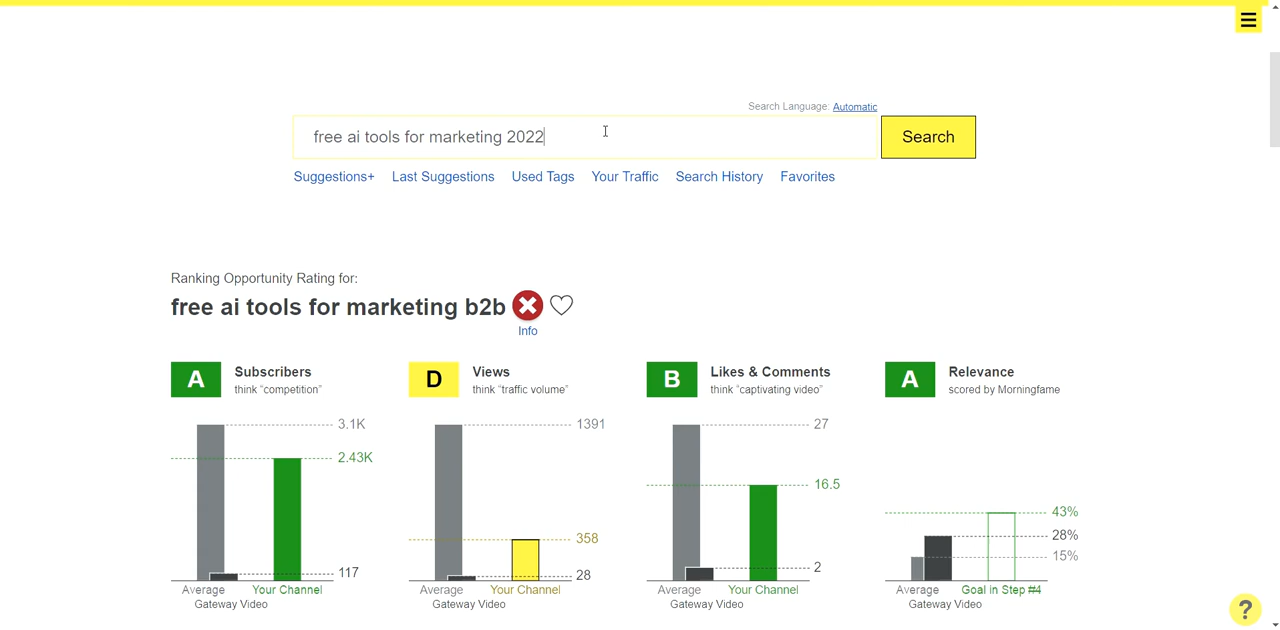 Search Language: Automatic
free ai tools for marketing 2022
Search
Suggestions+ Last Suggestions Used Tags Your Traffic Search History Favorites
Ranking Opportunity Rating for:
free ai tools for marketing b2b
Info
A Subscribers
think “competition”
3.1K
2.43K
117
Average Your Channel
Gateway Video
D Views
think “traffic volume”
1391
358
28
Average Your Channel
Gateway Video
B Likes & Comments
think “captivating video”
27
16.5
2
Average Your Channel
Gateway Video
A Relevance
scored by Morningfame
43%
28%
15%
Average Goal in Step #4
Gateway Video
?